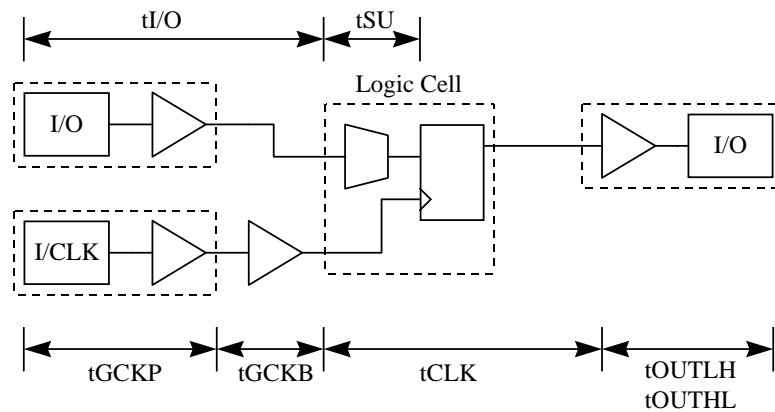 tI/O
tSU
Logic Cell
I/O
I/O
I/CLK
tGCKP
tGCKB
tCLK
tOUTLH
tOUTHL